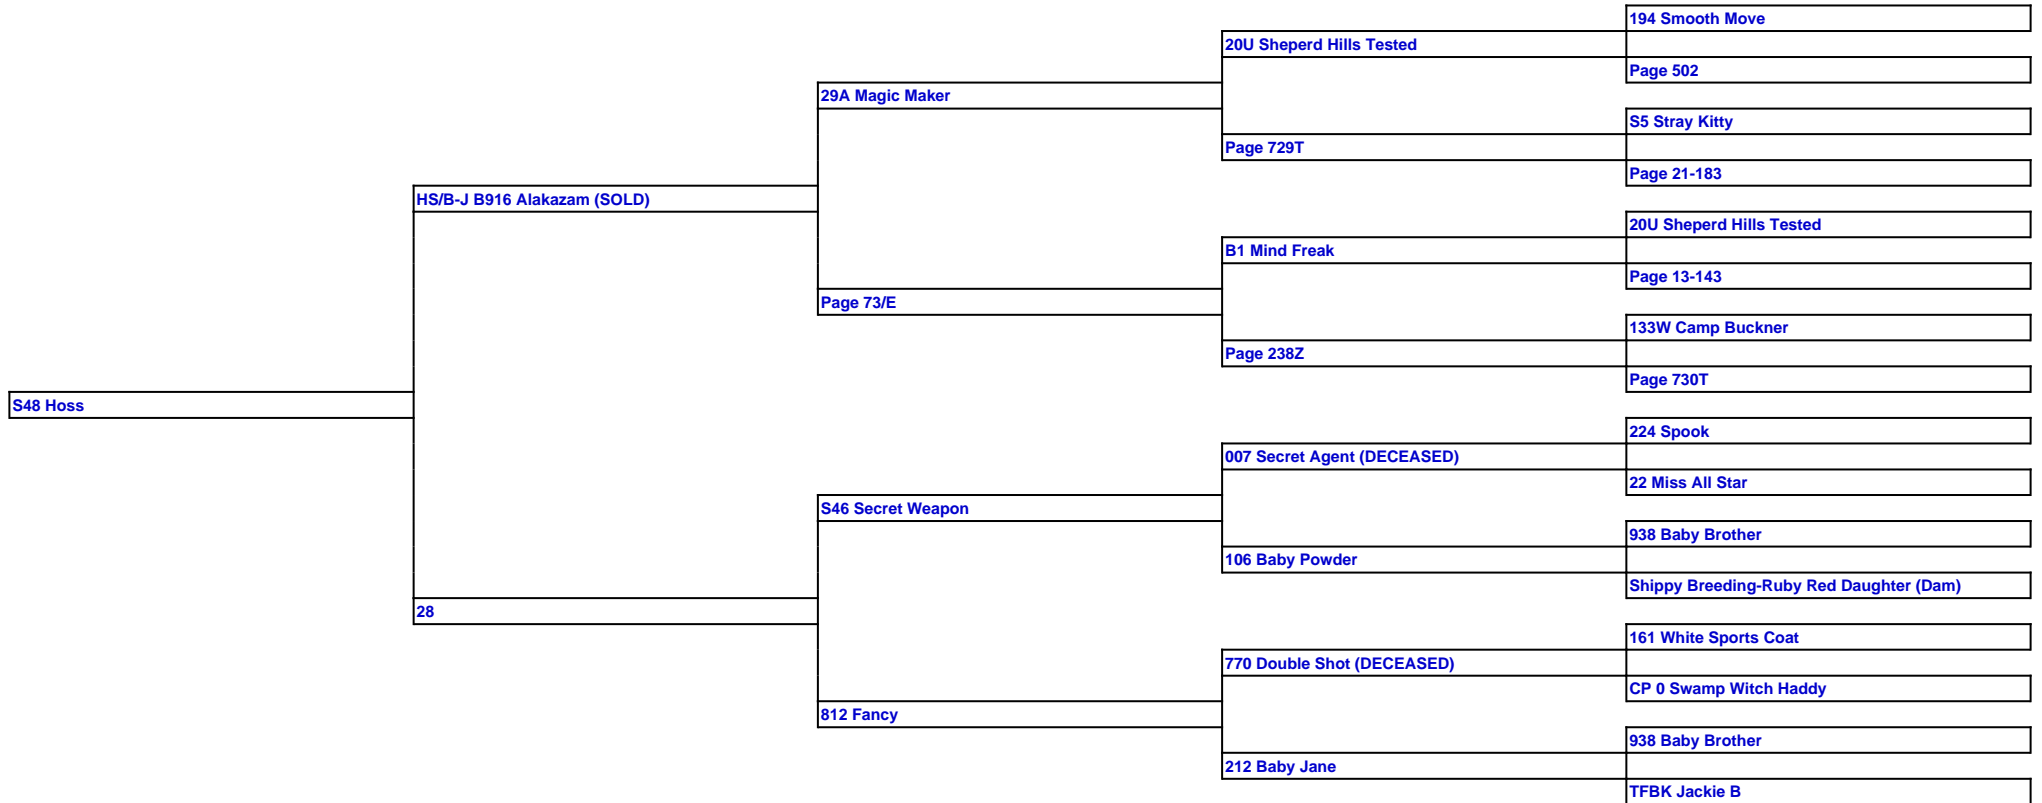 194 Smooth Move
20U Sheperd Hills Tested
Page 502
29A Magic Maker
S5 Stray Kitty
Page 729T
Page 21-183
HS/B-J B916 Alakazam (SOLD)
20U Sheperd Hills Tested
B1 Mind Freak
Page 13-143
Page 73/E
133W Camp Buckner
Page 238Z
Page 730T
S48 Hoss
224 Spook
007 Secret Agent (DECEASED)
22 Miss All Star
S46 Secret Weapon
938 Baby Brother
106 Baby Powder
Shippy Breeding-Ruby Red Daughter (Dam)
28
161 White Sports Coat
770 Double Shot (DECEASED)
CP 0 Swamp Witch Haddy
812 Fancy
938 Baby Brother
212 Baby Jane
TFBK Jackie B